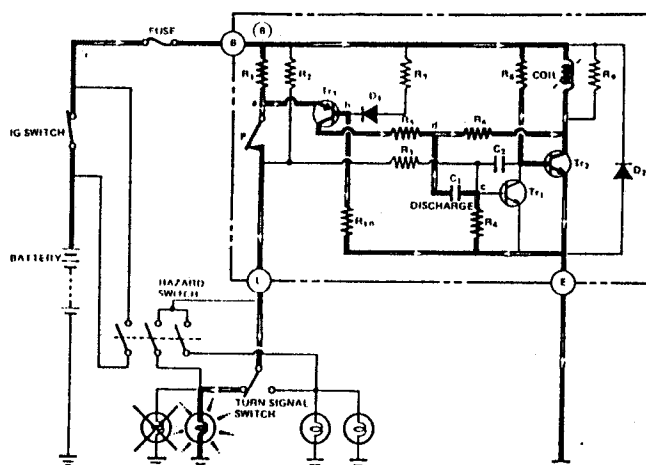 FUSE
B
(B)
R₁
R₂
Tr₃
h
D₁
R₇
R₈
COIL
R₉
a
IG SWITCH
P
R₅
d
R₆
R₃
C₂
Tr₂
C₁
c
Tr₁
D₂
DISCHARGE
R₁₀
R₄
BATTERY
HAZARD
SWITCH
L
E
TURN SIGNAL
SWITCH